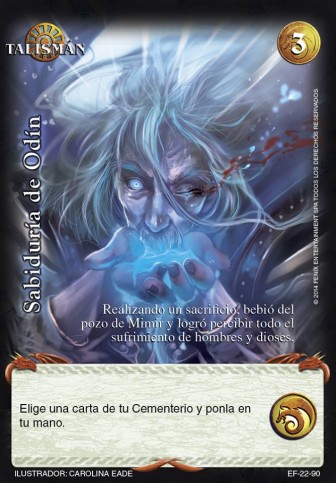 TALISMÁN
3
Sabiduría de Odín
Realizando un sacrificio, bebió del
pozo de Mimir y logró percibir todo el
sufrimiento de hombres y dioses.
© 2014 FENIX ENTERTAINMENT SPA TODOS LOS DERECHOS RESERVADOS
Elige una carta de tu Cementerio y ponla en
tu mano.
ILUSTRADOR: CAROLINA EADE
EF-22-90